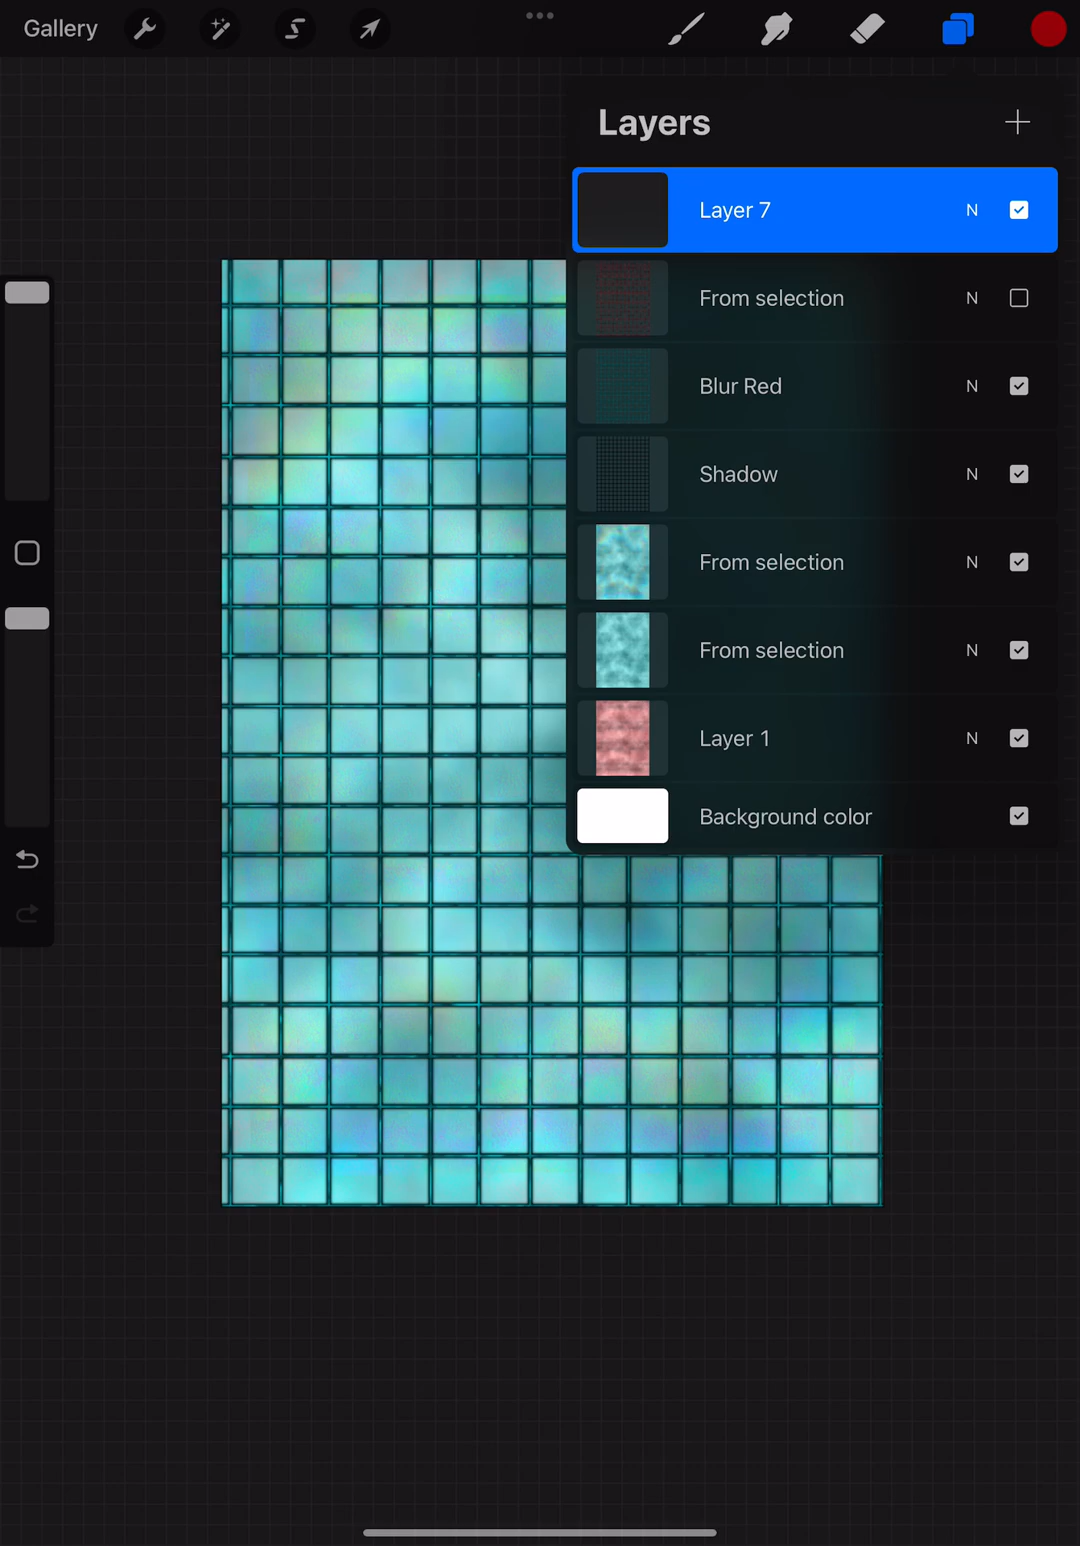 Gallery
Layers
Layer 7 N
From selection N
Blur Red N
Shadow N
From selection N
From selection N
Layer 1 N
Background color